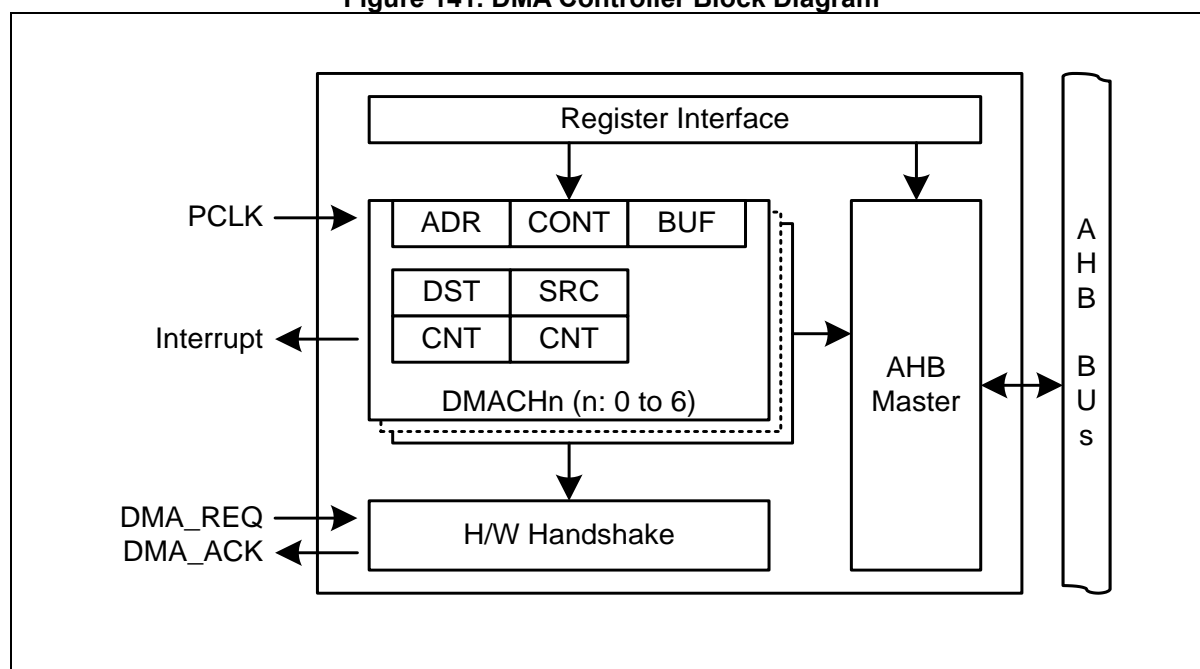 Figure 141. DMA Controller Block Diagram
Register Interface
PCLK
ADR CONT BUF
DST SRC
Interrupt
CNT CNT
DMACHn (n: 0 to 6)
AHB
Master
DMA_REQ
DMA_ACK
H/W Handshake
A
H
B
B
U
s